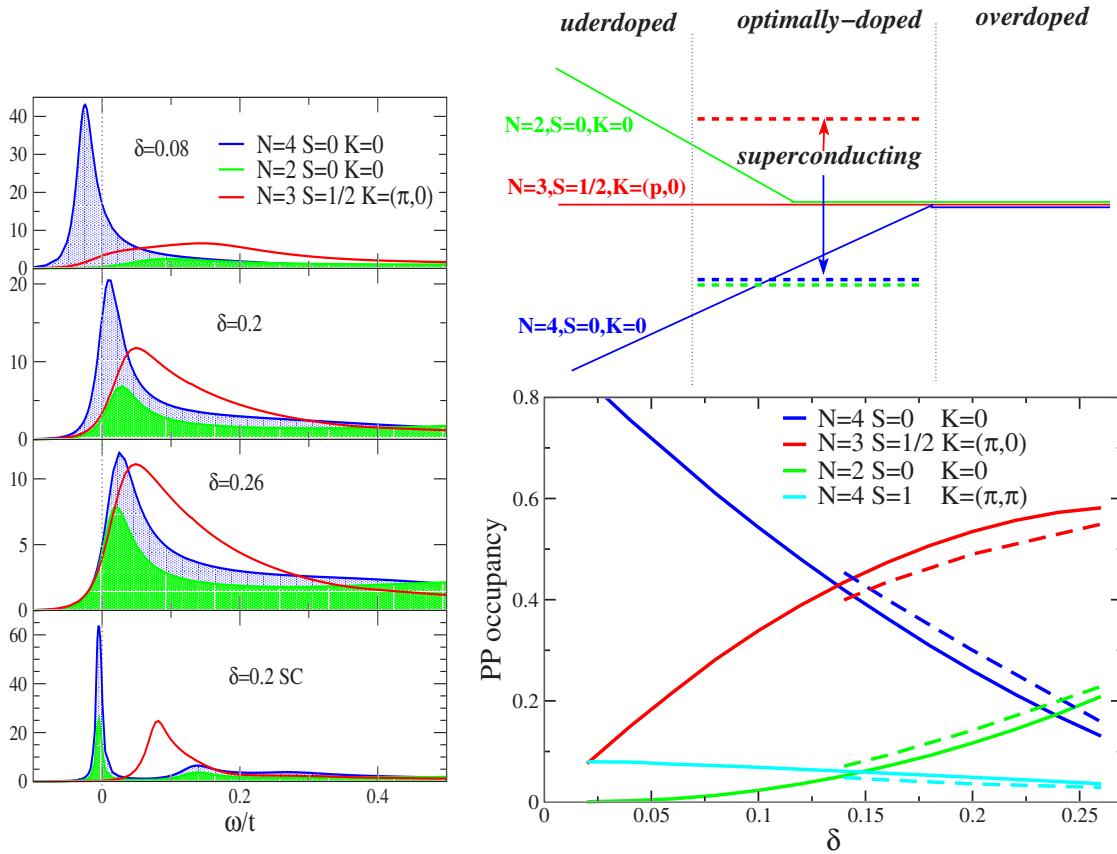 40
30
20
10
0
δ=0.08
N=4 S=0 K=0
N=2 S=0 K=0
N=3 S=1/2 K=(π,0)
20
10
0
δ=0.2
10
5
0
δ=0.26
60
40
20
0
δ=0.2 SC
0
0.2
0.4
ω/t
uderdoped
optimally-doped
overdoped
N=2,S=0,K=0
superconducting
N=3,S=1/2,K=(p,0)
N=4,S=0,K=0
0.8
0.6
0.4
0.2
0
PP occupancy
N=4 S=0 K=0
N=3 S=1/2 K=(π,0)
N=2 S=0 K=0
N=4 S=1 K=(π,π)
0
0.05
0.1
0.15
0.2
0.25
δ